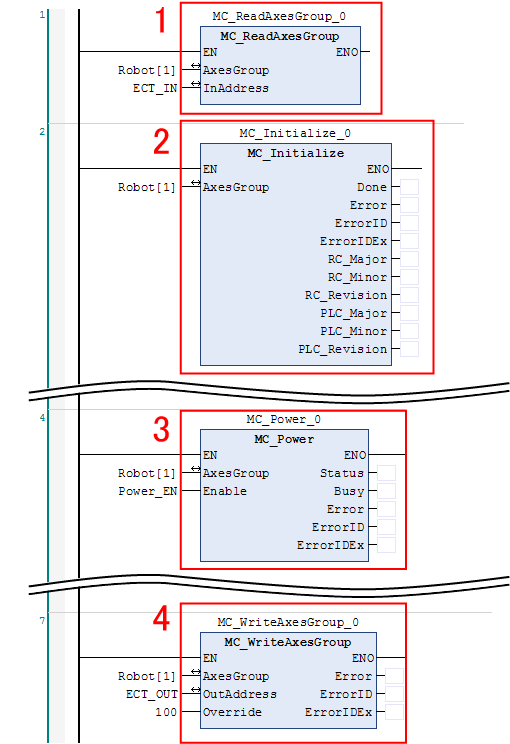 1
1
MC_ReadAxesGroup_0
MC_ReadAxesGroup
EN ENO
Robot[1] AxesGroup
ECT_IN InAddress
2
2
MC_Initialize_0
MC_Initialize
EN ENO
Robot[1] AxesGroup Done
Error
ErrorID
ErrorIDEx
RC_Major
RC_Minor
RC_Revision
PLC_Major
PLC_Minor
PLC_Revision
4
3
MC_Power_0
MC_Power
EN ENO
Robot[1] AxesGroup Status
Power_EN Enable Busy
Error
ErrorID
ErrorIDEx
7
4
MC_WriteAxesGroup_0
MC_WriteAxesGroup
EN ENO
Robot[1] AxesGroup Error
ECT_OUT OutAddress ErrorID
100 Override ErrorIDEx